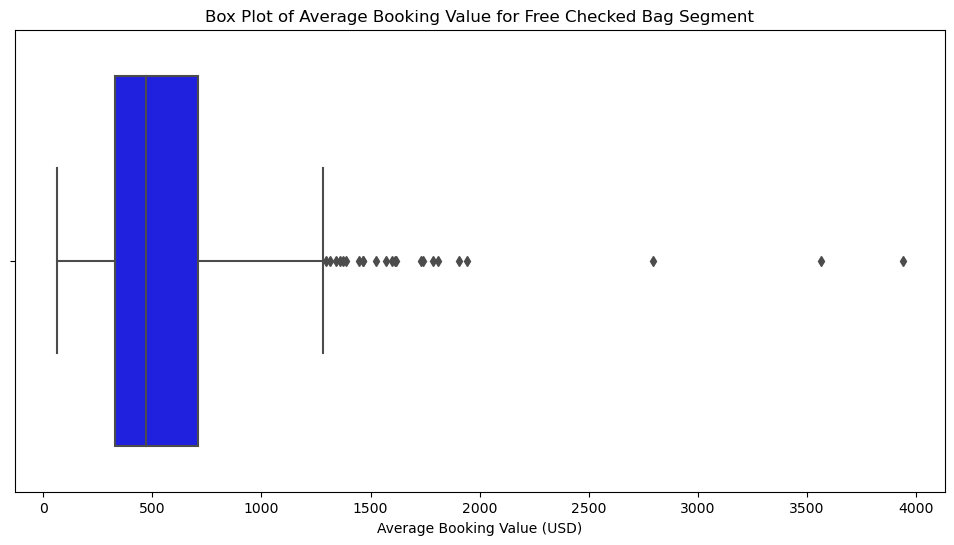 Box Plot of Average Booking Value for Free Checked Bag Segment
0 500 1000 1500 2000 2500 3000 3500 4000
Average Booking Value (USD)